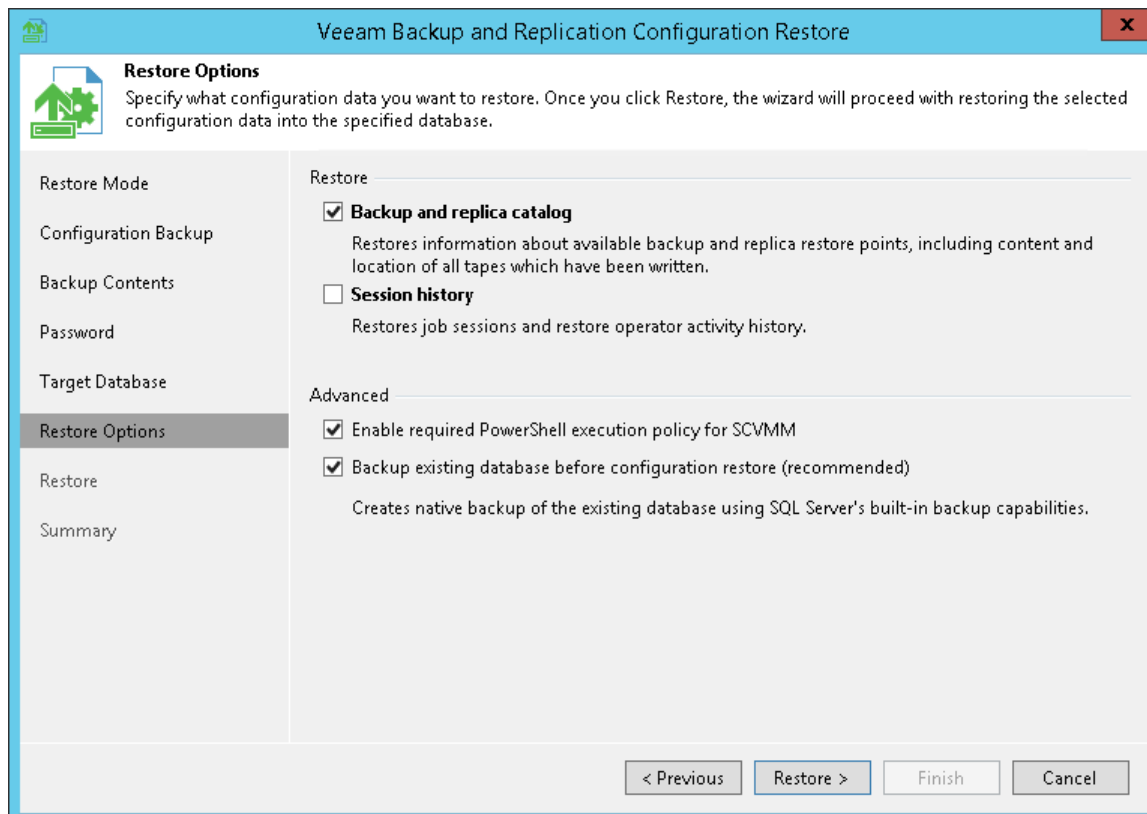 Veeam Backup and Replication Configuration Restore
x
Restore Options
Specify what configuration data you want to restore. Once you click Restore, the wizard will proceed with restoring the selected
configuration data into the specified database.
Restore Mode
Configuration Backup
Backup Contents
Password
Target Database
Restore Options
Restore
Summary
Restore
Backup and replica catalog
Restores information about available backup and replica restore points, including content and
location of all tapes which have been written.
Session history
Restores job sessions and restore operator activity history.
Advanced
Enable required PowerShell execution policy for SCVMM
Backup existing database before configuration restore (recommended)
Creates native backup of the existing database using SQL Server's built-in backup capabilities.
< Previous
Restore >
Finish
Cancel